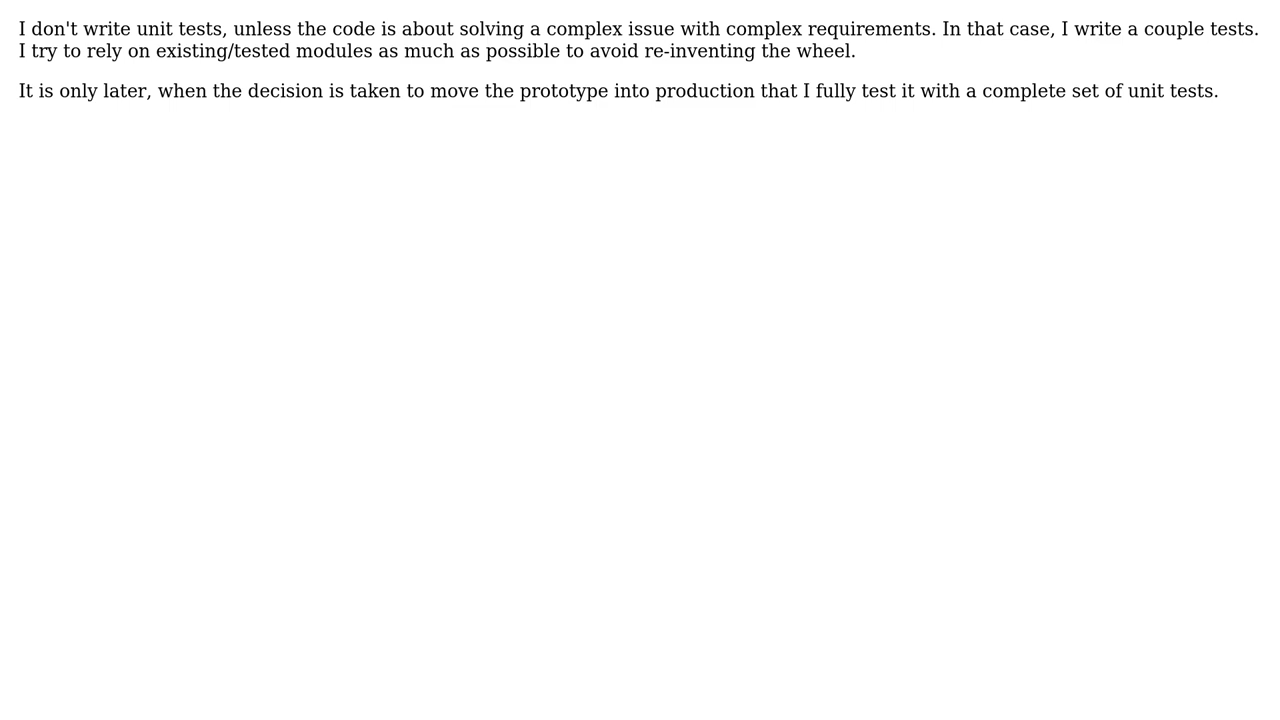 I don't write unit tests, unless the code is about solving a complex issue with complex requirements. In that case, I write a couple tests.
I try to rely on existing/tested modules as much as possible to avoid re-inventing the wheel.
It is only later, when the decision is taken to move the prototype into production that I fully test it with a complete set of unit tests.